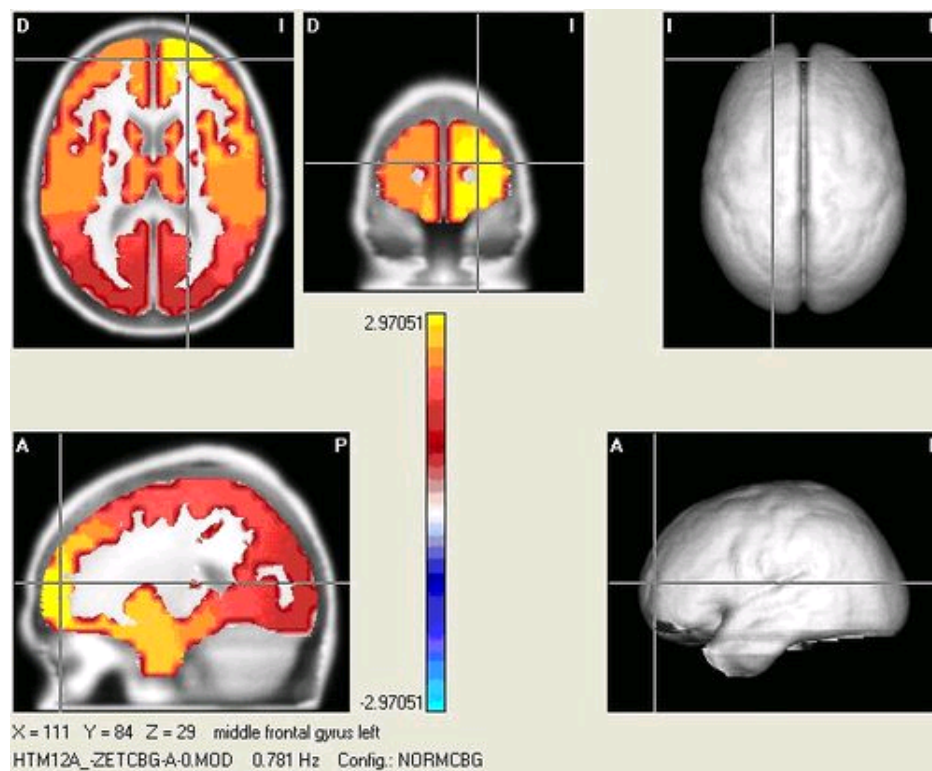 D I
D I
I
2.97051
-2.97051
A P
A
X = 111 Y = 84 Z = 29 middle frontal gyrus left
HTM12A_-ZETCBG-A-0.MOD 0.781 Hz Config.: NORMCBG